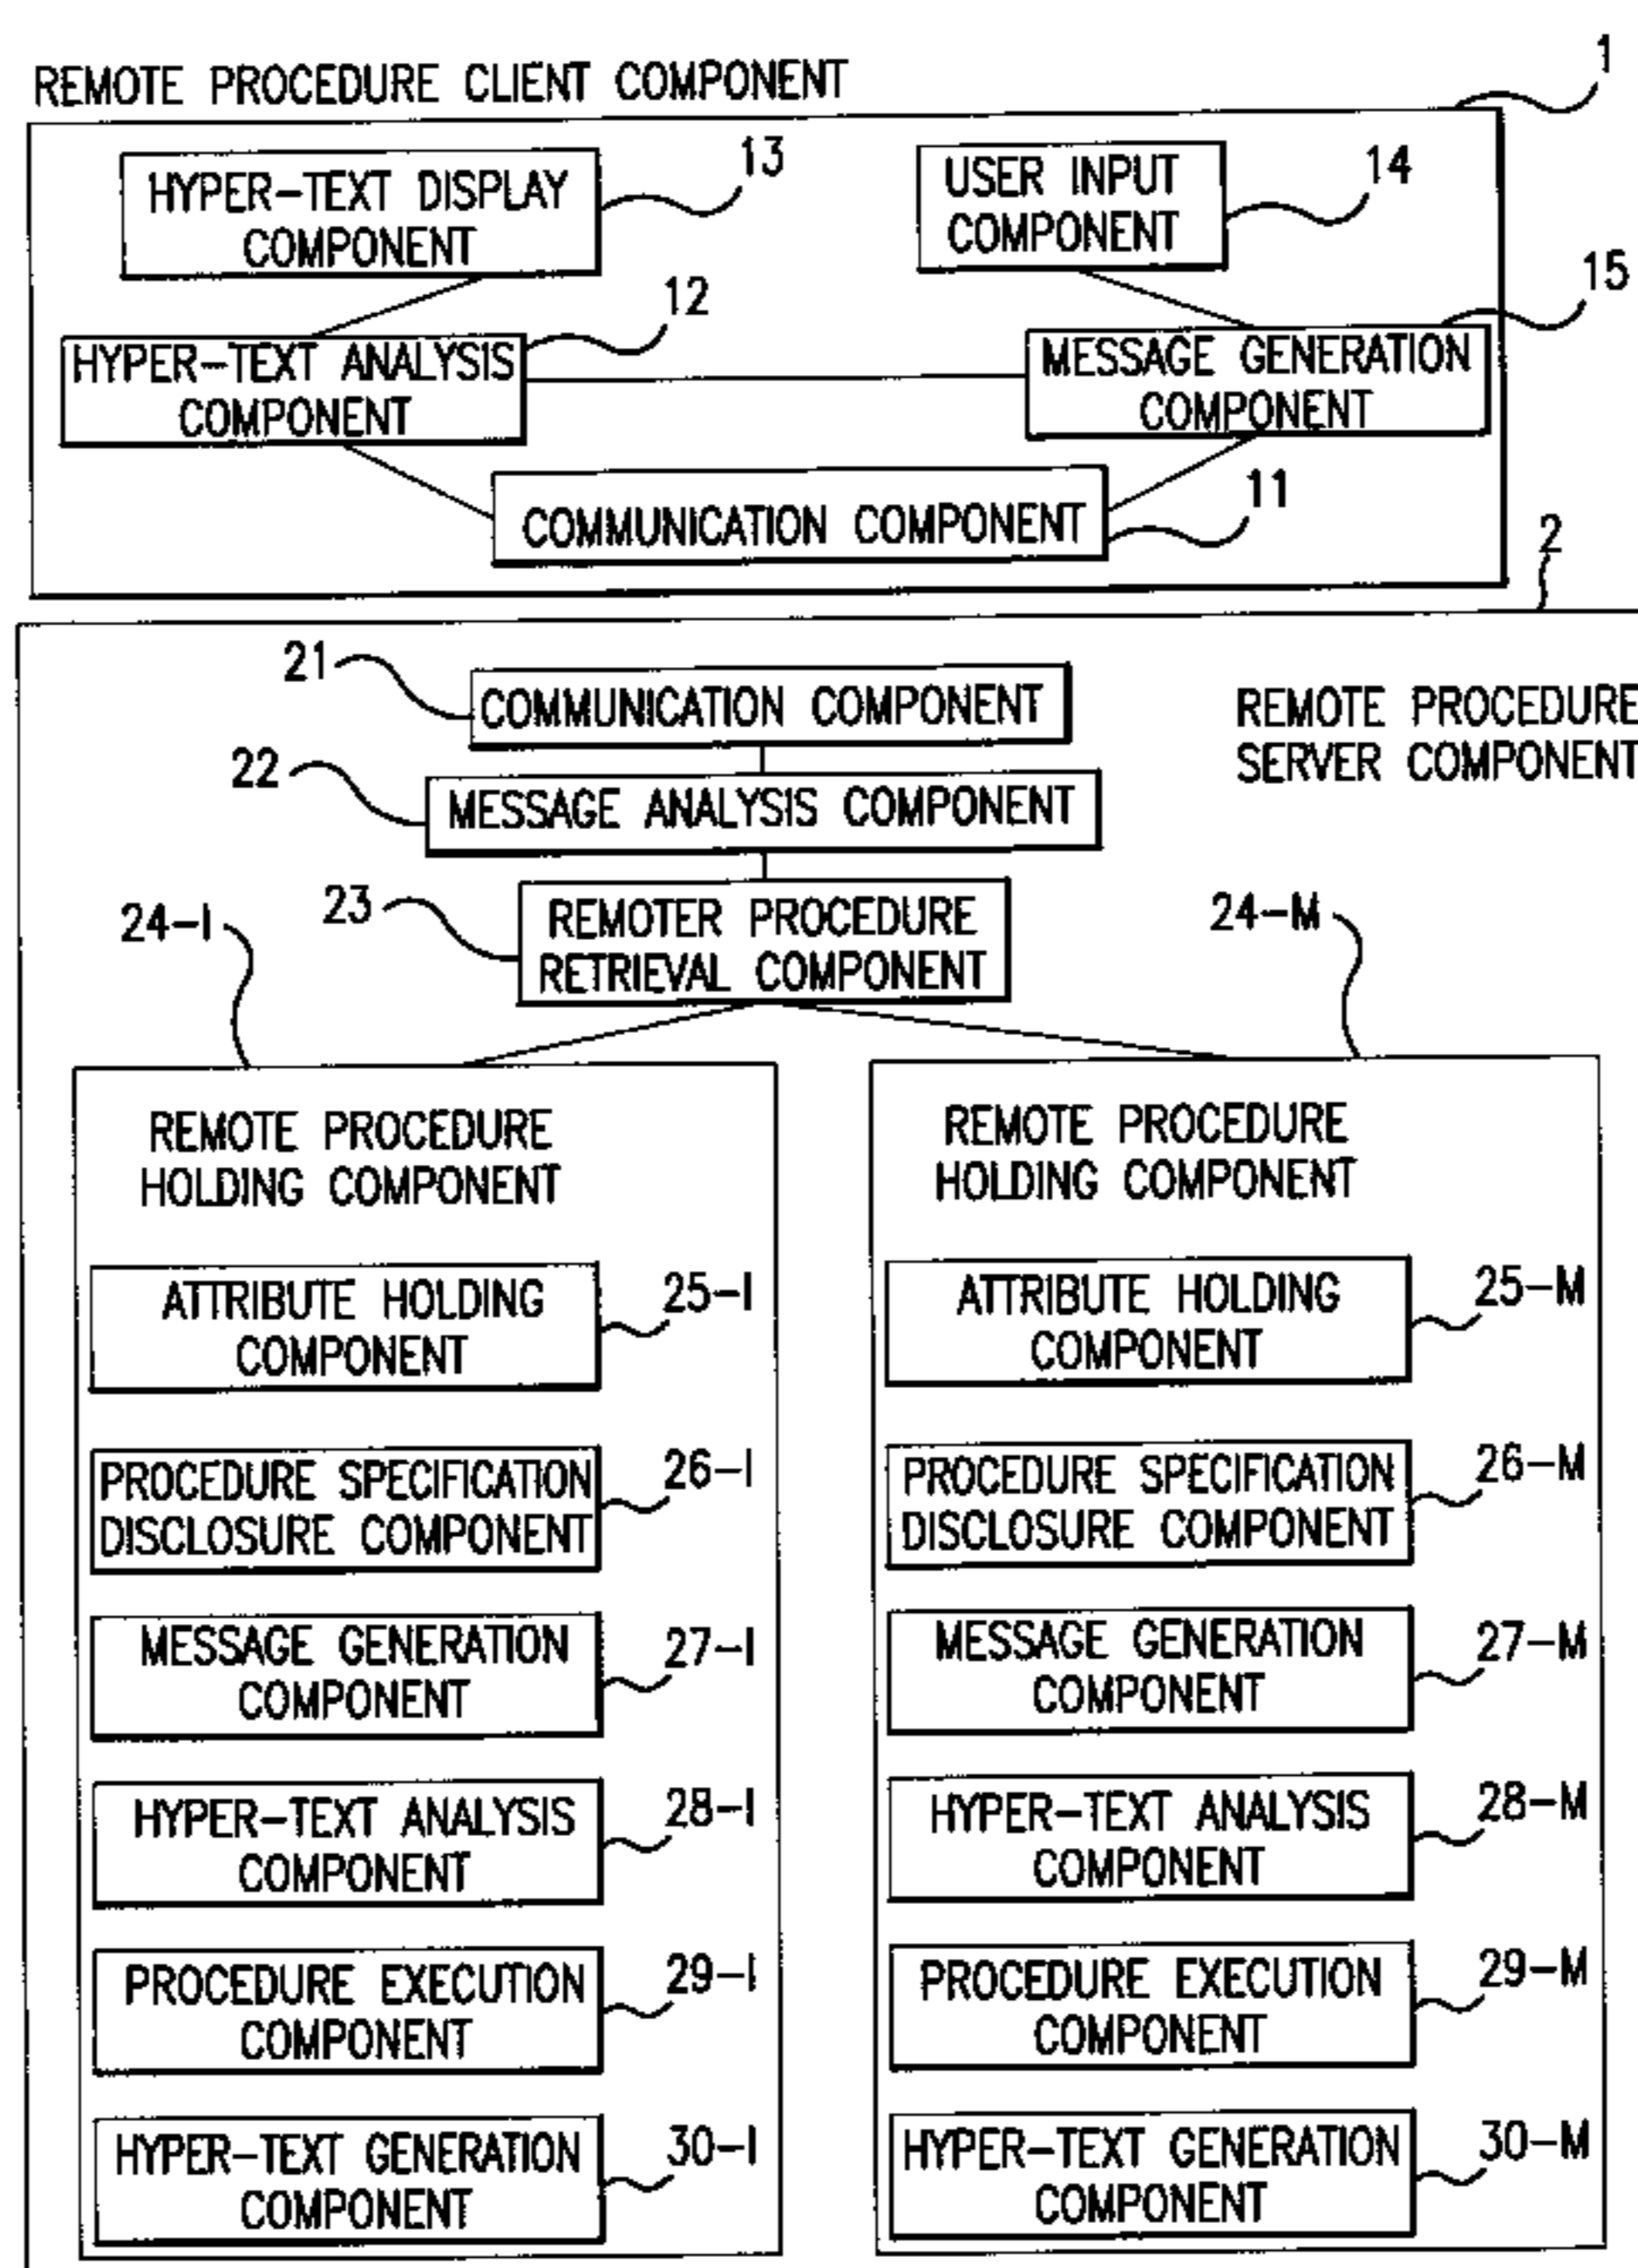 REMOTE PROCEDURE CLIENT COMPONENT
1
HYPER-TEXT DISPLAY
COMPONENT
13
USER INPUT
COMPONENT
14
HYPER-TEXT ANALYSIS
COMPONENT
12
MESSAGE GENERATION
COMPONENT
15
COMMUNICATION COMPONENT
11
2
21
COMMUNICATION COMPONENT
REMOTE PROCEDURE
SERVER COMPONENT
22
MESSAGE ANALYSIS COMPONENT
23
REMOTER PROCEDURE
RETRIEVAL COMPONENT
24-I
24-M
REMOTE PROCEDURE
HOLDING COMPONENT
ATTRIBUTE HOLDING
COMPONENT
25-I
PROCEDURE SPECIFICATION
DISCLOSURE COMPONENT
26-I
MESSAGE GENERATION
COMPONENT
27-I
HYPER-TEXT ANALYSIS
COMPONENT
28-I
PROCEDURE EXECUTION
COMPONENT
29-I
HYPER-TEXT GENERATION
COMPONENT
30-I
REMOTE PROCEDURE
HOLDING COMPONENT
ATTRIBUTE HOLDING
COMPONENT
25-M
PROCEDURE SPECIFICATION
DISCLOSURE COMPONENT
26-M
MESSAGE GENERATION
COMPONENT
27-M
HYPER-TEXT ANALYSIS
COMPONENT
28-M
PROCEDURE EXECUTION
COMPONENT
29-M
HYPER-TEXT GENERATION
COMPONENT
30-M